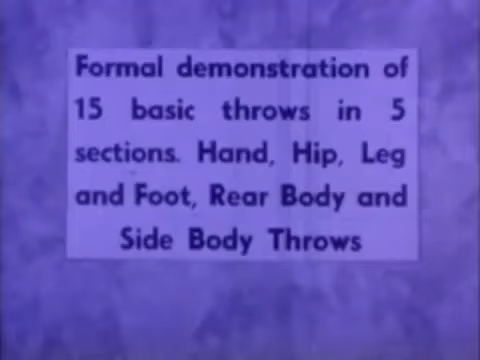 Formal demonstration of
15 basic throws in 5
sections. Hand, Hip, Leg
and Foot, Rear Body and
Side Body Throws